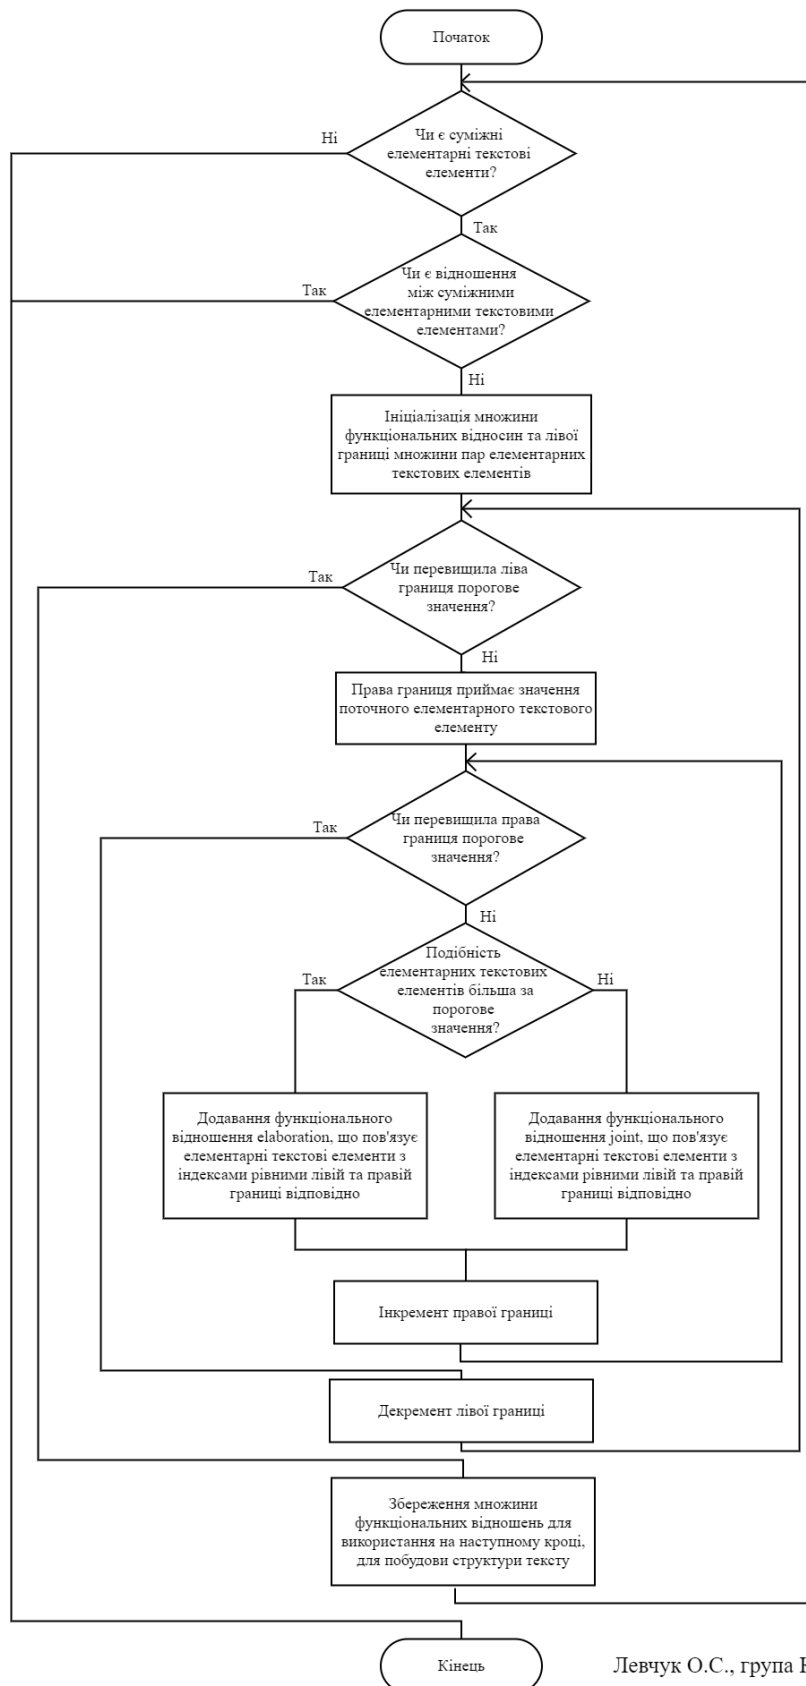 Початок
Чи є суміжні
елементарні текстові
елементи?
Ні
Так
Чи є відношення
між суміжними
елементарними текстовими
елементами?
Так
Ні
Ініціалізація множини
функціональних відносин та лівої
границі множини пар елементарних
текстових елементів
Чи перевищила ліва
границя порогове
значення?
Так
Ні
Права границя приймає значення
поточного елементарного текстового
елементу
Чи перевищила права
границя порогове
значення?
Так
Ні
Подібність
елементарних текстових
елементів більша за
порогове
значення?
Так
Ні
Додавання функціонального
відношення elaboration, що пов'язує
елементарні текстові елементи з
індексами рівними лівій та правій
границі відповідно
Додавання функціонального
відношення joint, що пов'язує
елементарні текстові елементи з
індексами рівними лівій та правій
границі відповідно
Інкремент правої границі
Декремент лівої границі
Збереження множини
функціональних відношень для
використання на наступному кроці,
для побудови структури тексту
Кінець
Левчук О.С., група